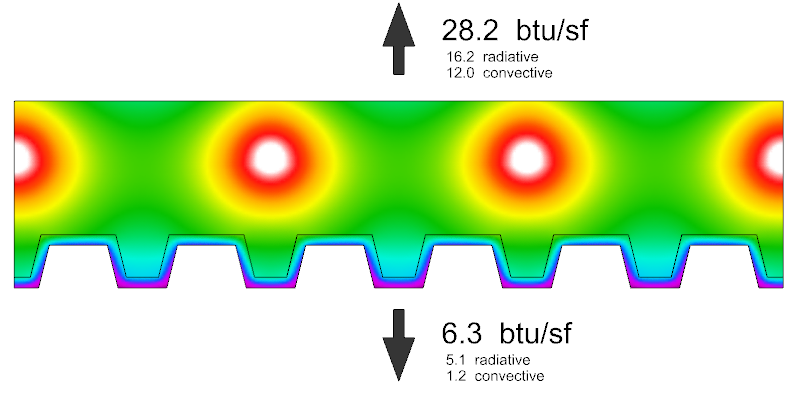 28.2 btu/sf
16.2 radiative
12.0 convective
6.3 btu/sf
5.1 radiative
1.2 convective